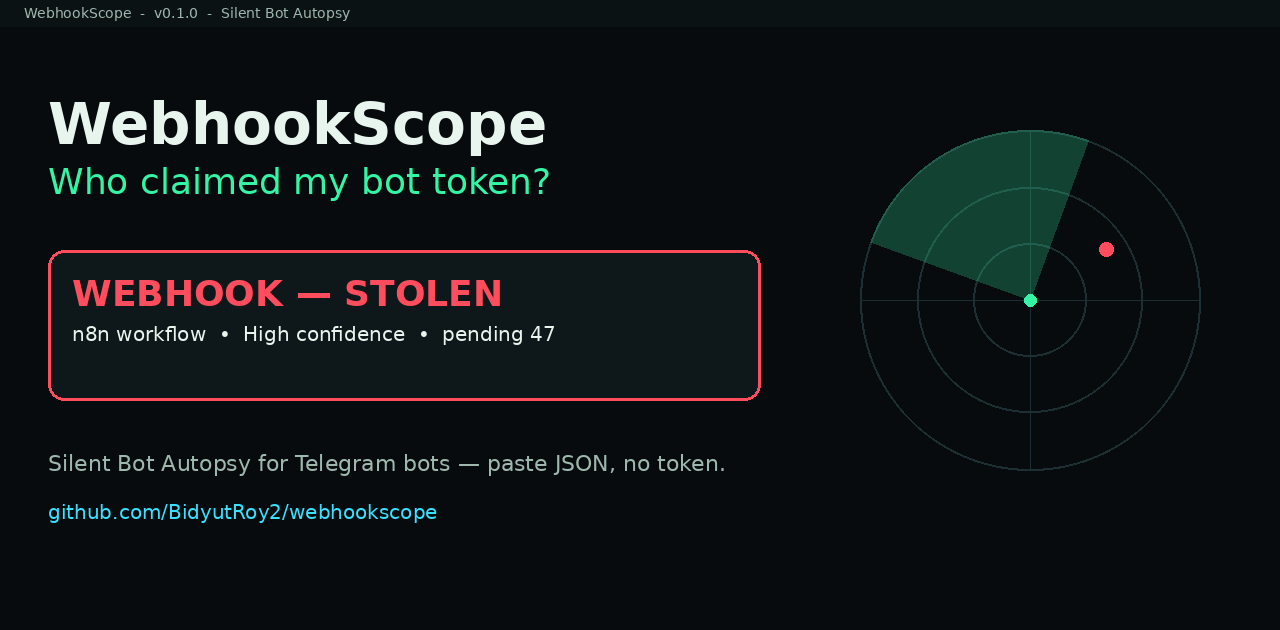 WebhookScope - v0.1.0 - Silent Bot Autopsy
WebhookScope
Who claimed my bot token?
WEBHOOK — STOLEN
n8n workflow • High confidence • pending 47
Silent Bot Autopsy for Telegram bots — paste JSON, no token.
github.com/BidyutRoy2/webhookscope